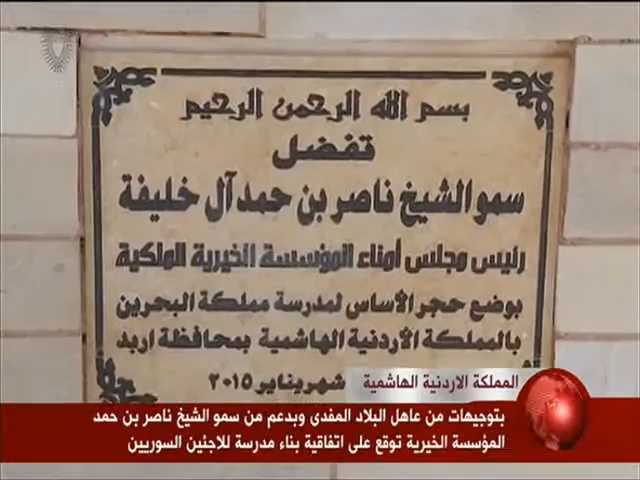 بسم الله الرحمن الرحيم
تفضل
سمو الشيخ ناصر بن حمد آل خليفة
رئيس مجلس أمناء المؤسسة الخيرية الملكية
بوضع حجر الأساس لمدرسة مملكة البحرين
بالمملكة الأردنية الهاشمية بمحافظة اربد
شهر يناير ٢٠١٥
المملكة الاردنية الهاشمية
بتوجيهات من عاهل البلاد المفدى وبدعم من سمو الشيخ ناصر بن حمد
المؤسسة الخيرية توقع على اتفاقية بناء مدرسة للاجئين السوريين